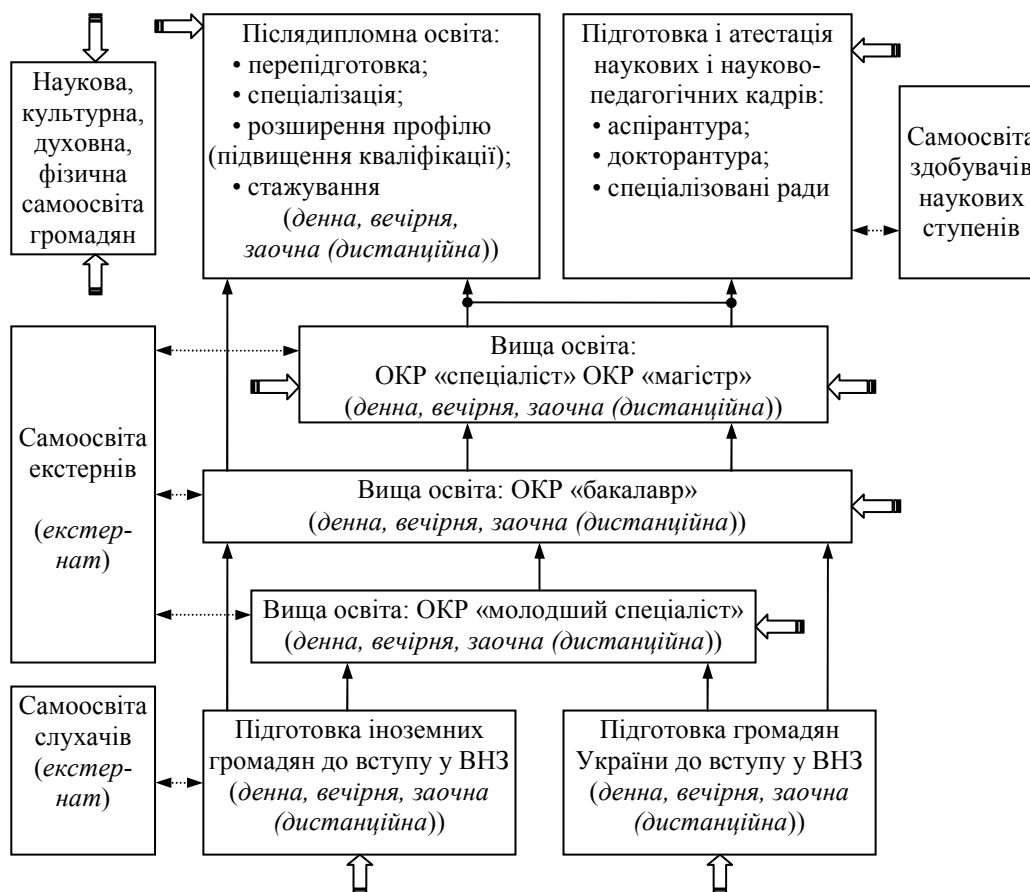 Наукова,
культурна,
духовна,
фізична
самоосвіта
громадян
Післядипломна освіта:
• перепідготовка;
• спеціалізація;
• розширення профілю
(підвищення кваліфікації);
• стажування
(денна, вечірня,
заочна (дистанційна))
Підготовка і атестація
наукових і науково-
педагогічних кадрів:
• аспірантура;
• докторантура;
• спеціалізовані ради
Самоосвіта
здобувачів
наукових
ступенів
Вища освіта:
ОКР «спеціаліст» ОКР «магістр»
(денна, вечірня, заочна (дистанційна))
Самоосвіта
екстернів
(екстер-
нат)
Вища освіта: ОКР «бакалавр»
(денна, вечірня, заочна (дистанційна))
Вища освіта: ОКР «молодший спеціаліст»
(денна, вечірня, заочна (дистанційна))
Самоосвіта
слухачів
(екстер-
нат)
Підготовка іноземних
громадян до вступу у ВНЗ
(денна, вечірня, заочна
(дистанційна))
Підготовка громадян
України до вступу у ВНЗ
(денна, вечірня, заочна
(дистанційна))